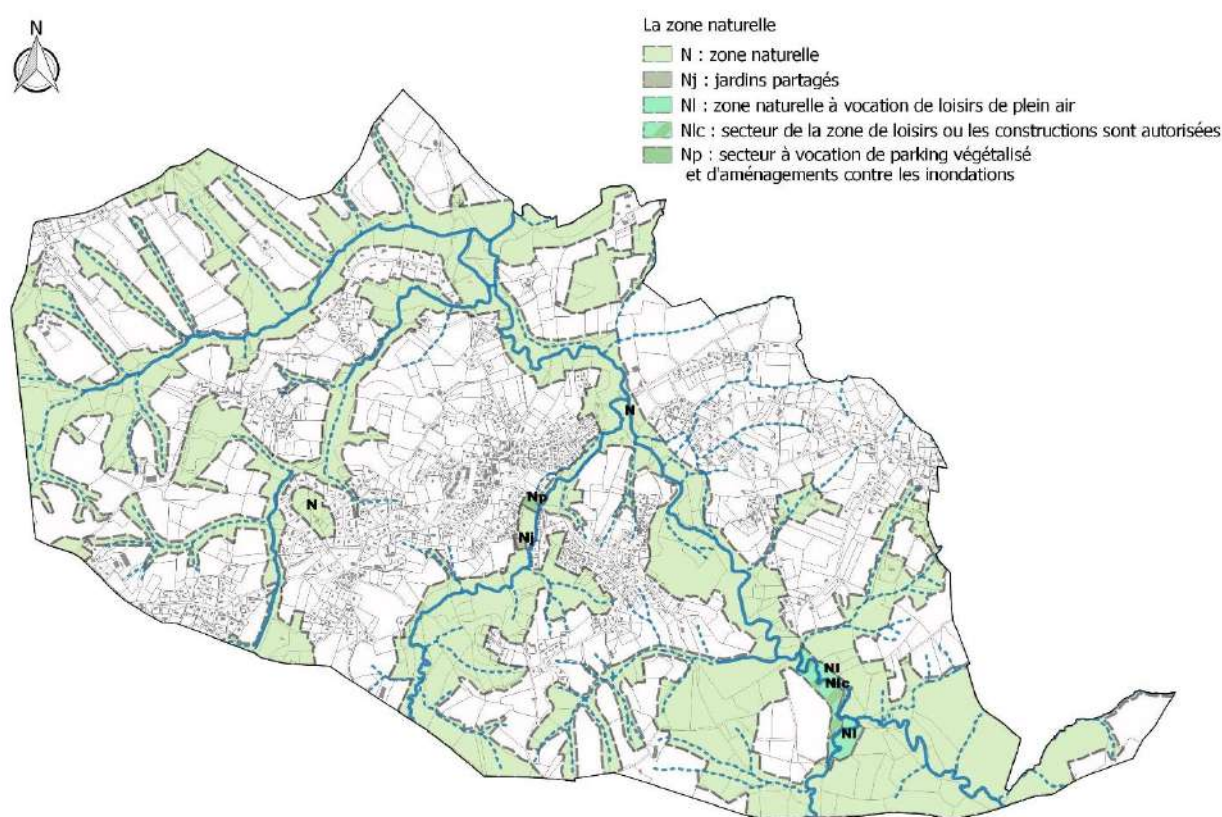 N
La zone naturelle
N : zone naturelle
Nj : jardins partagés
Nl : zone naturelle à vocation de loisirs de plein air
Nlc : secteur de la zone de loisirs ou les constructions sont autorisées
Np : secteur à vocation de parking végétalisé
et d'aménagements contre les inondations
N
N
Np
Nj
Nl
Nlc
Nl